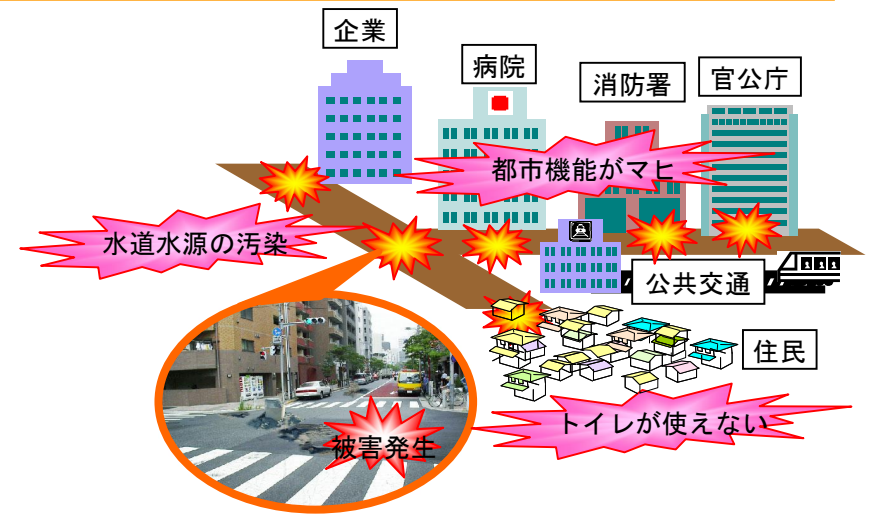 企業
病院
消防署
官公庁
都市機能がマヒ
水道水源の汚染
公共交通
住民
トイレが使えない
被害発生